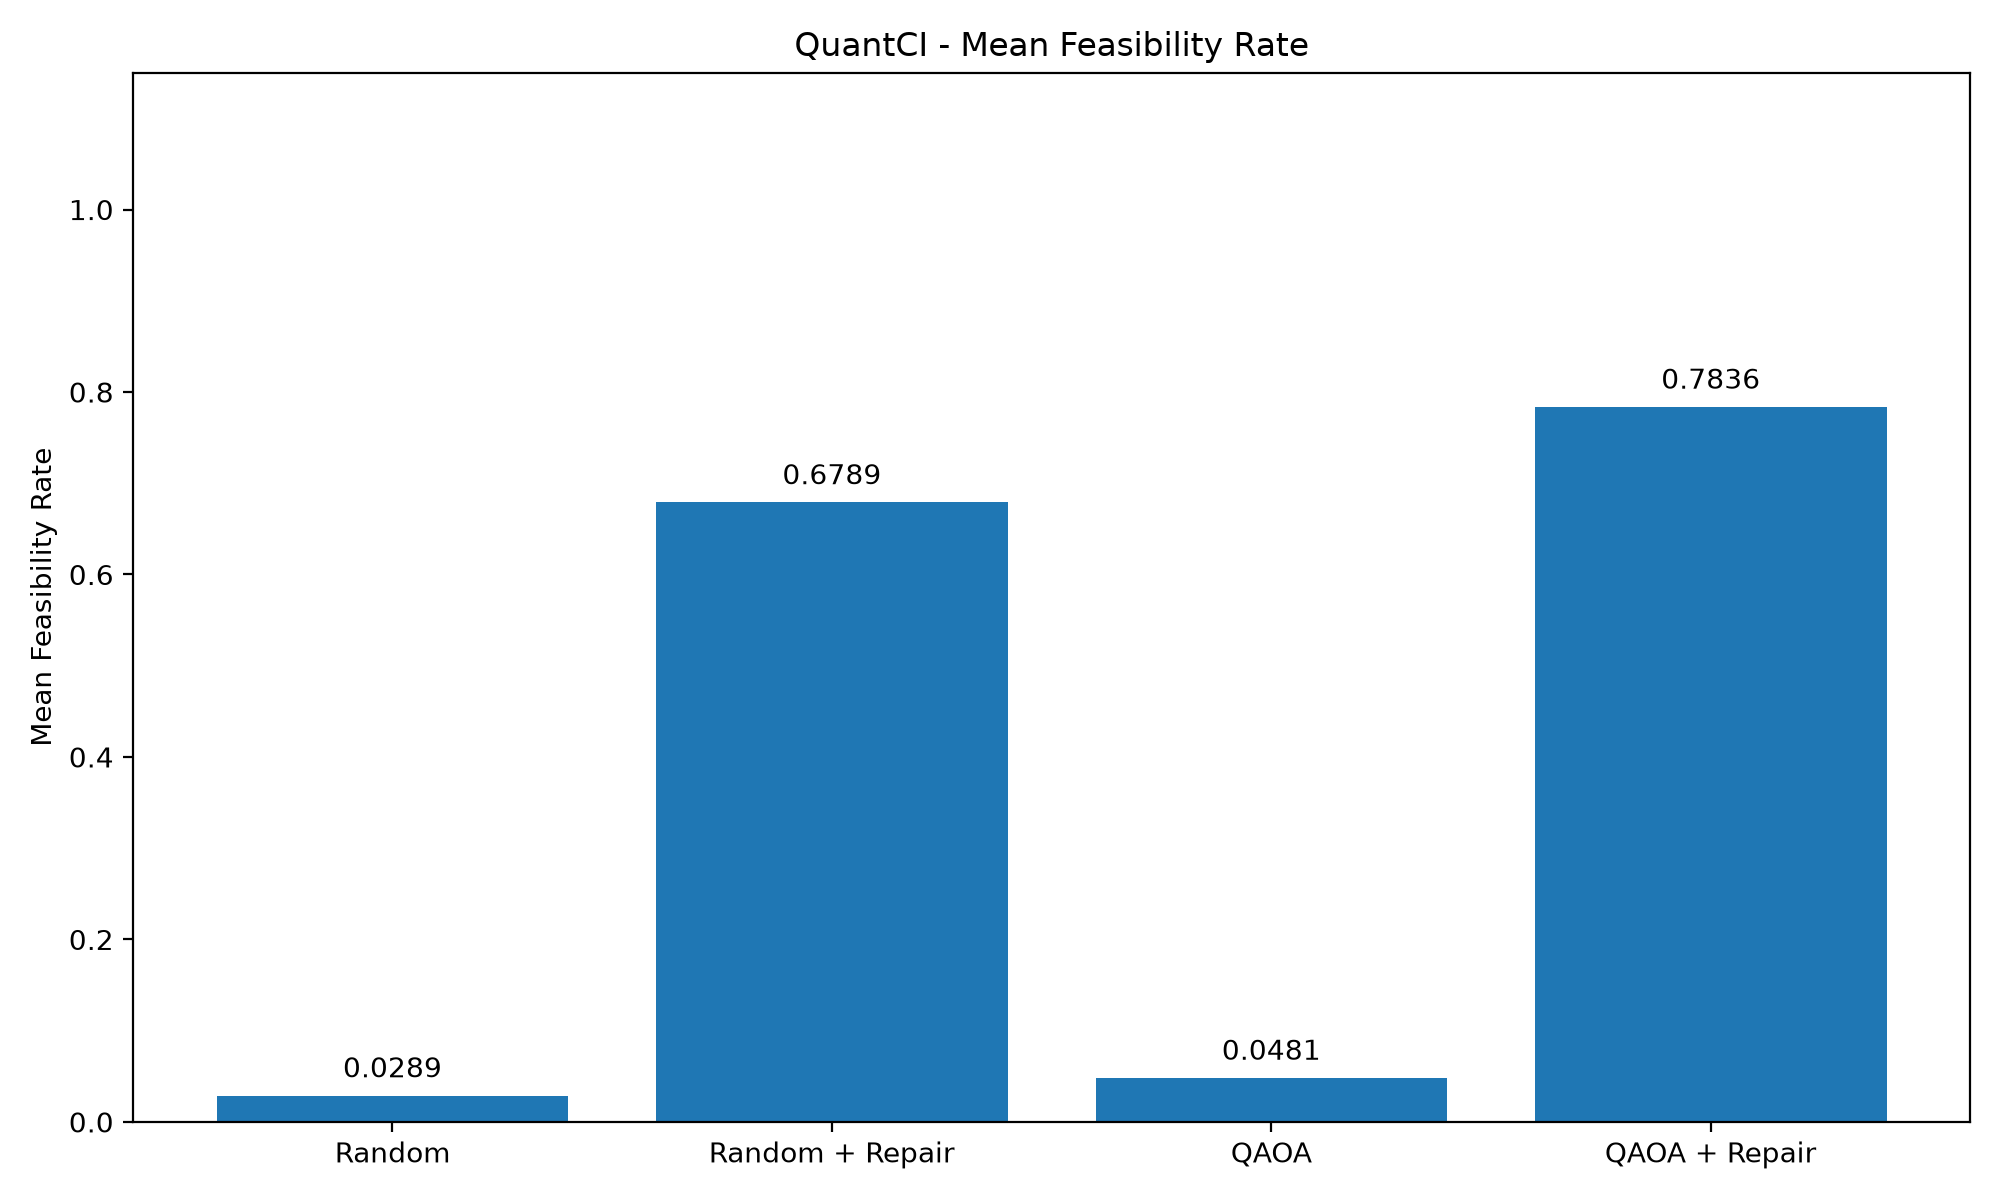 QuantCI - Mean Feasibility Rate
Mean Feasibility Rate
1.0
0.8
0.6
0.4
0.2
0.0
0.0289
0.6789
0.0481
0.7836
Random
Random + Repair
QAOA
QAOA + Repair